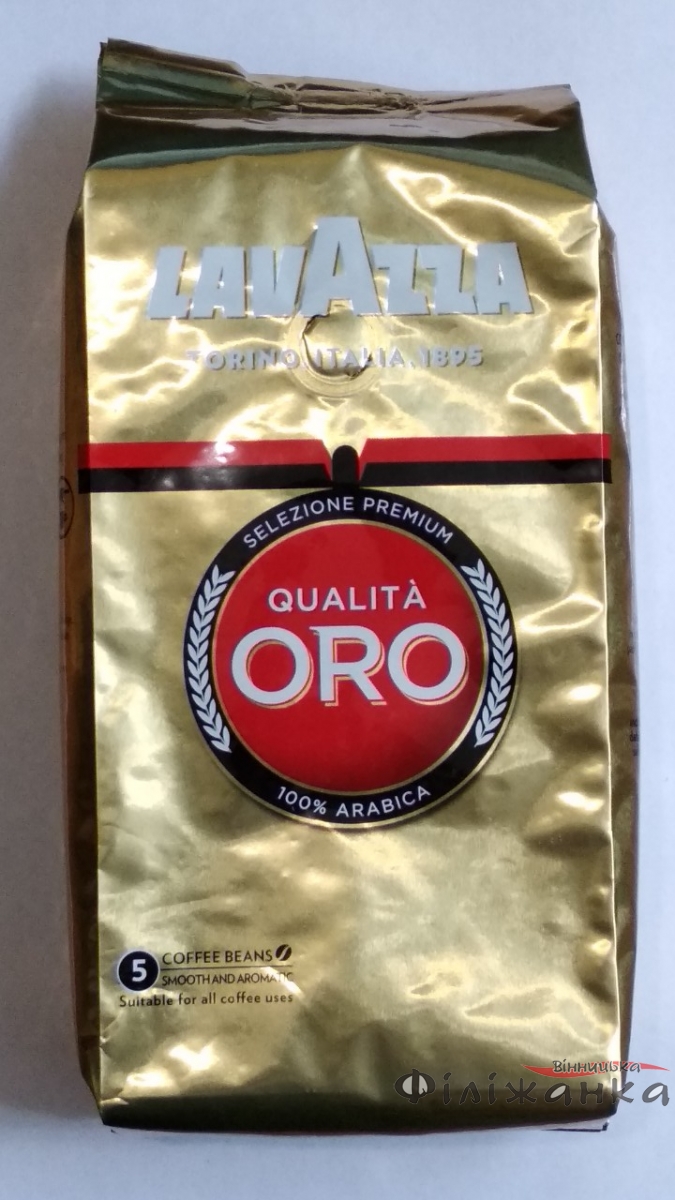 LAVAZZA
TORINO, ITALIA, 1895
SELEZIONE PREMIUM
QUALITÀ
ORO
100% ARABICA
5
COFFEE BEANS
SMOOTH AND AROMATIC
Suitable for all coffee uses
Вінницька
Філіжанка